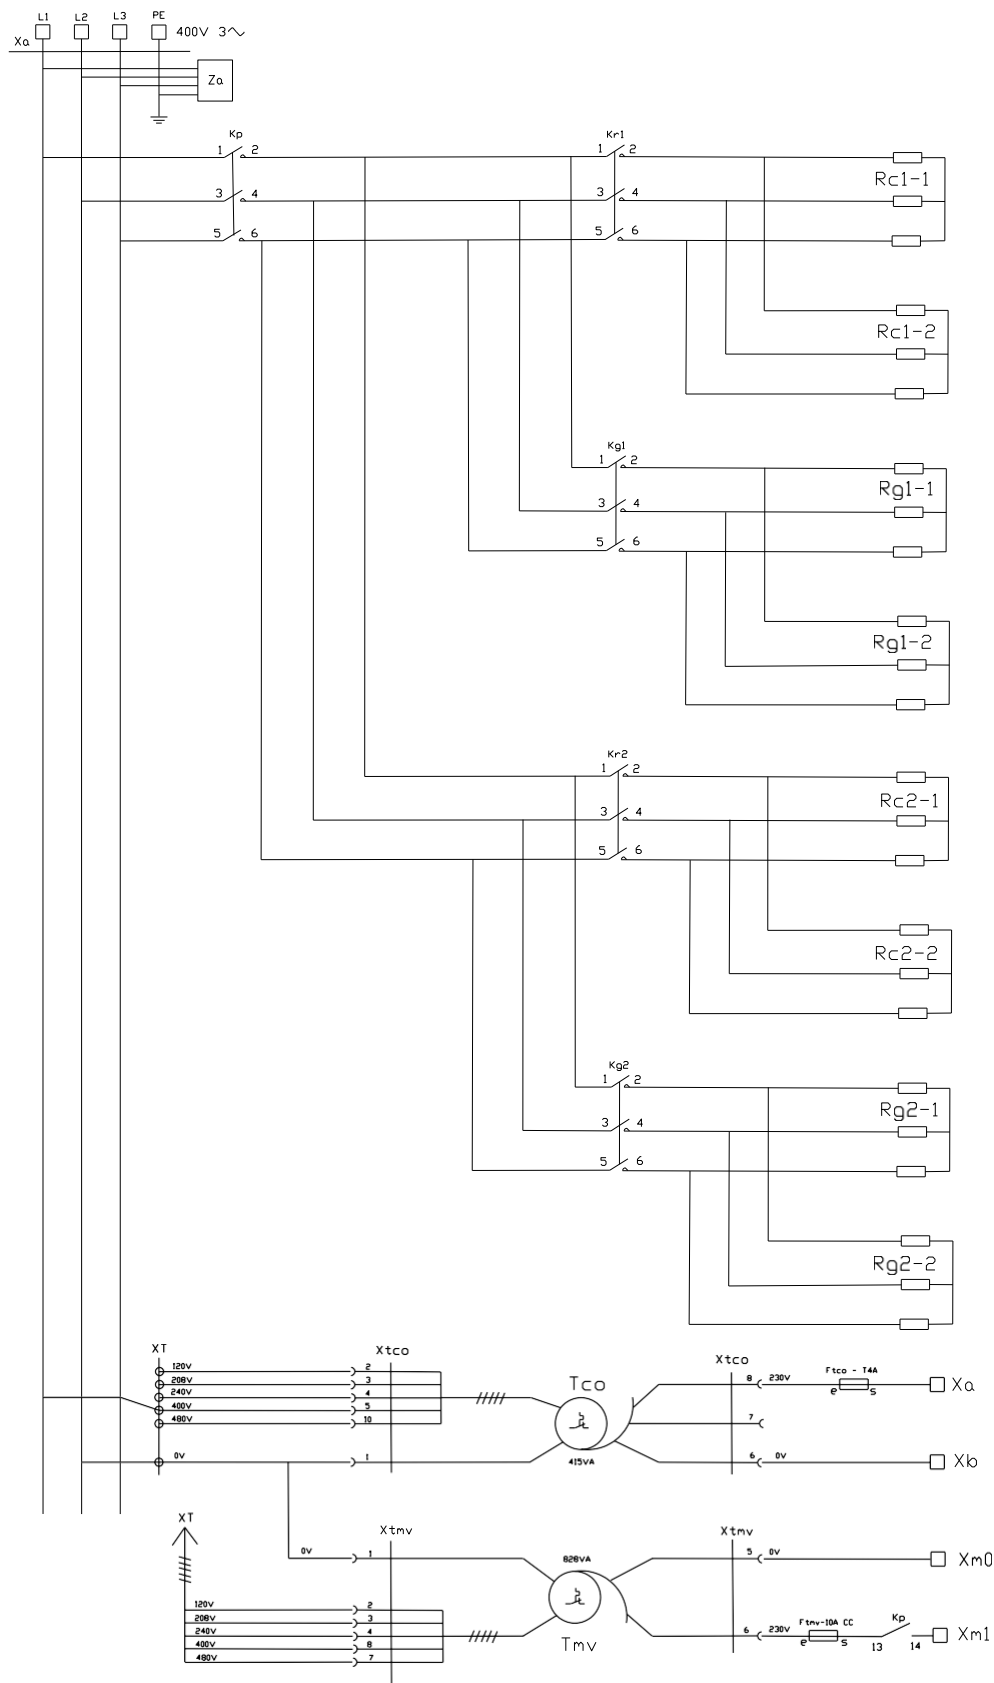 L1 L2 L3 PE 400V 3~
Xa
Za
Kp Kr1
1 2 1 2
Rc1-1
3 4 3 4
5 6 5 6
Rc1-2
Kg1
1 2
Rg1-1
3 4
5 6
Rg1-2
Kr2
1 2
Rc2-1
3 4
5 6
Rc2-2
Kg2
1 2
Rg2-1
3 4
5 6
Rg2-2
XT Xtco Xtco
120V 2
208V 3
240V 4
400V 5
480V 10
0V 1
Tco
415VA
8 230V Ftco - T4A
e s
Xa
7
6 0V Xb
XT Xtmv Xtmv
0V 1
828VA
5 0V Xm0
120V 2
208V 3
240V 4
400V 8
480V 7
Tmv
6 230V Ftmv-10A CC Kp
e s 13 14
Xm1